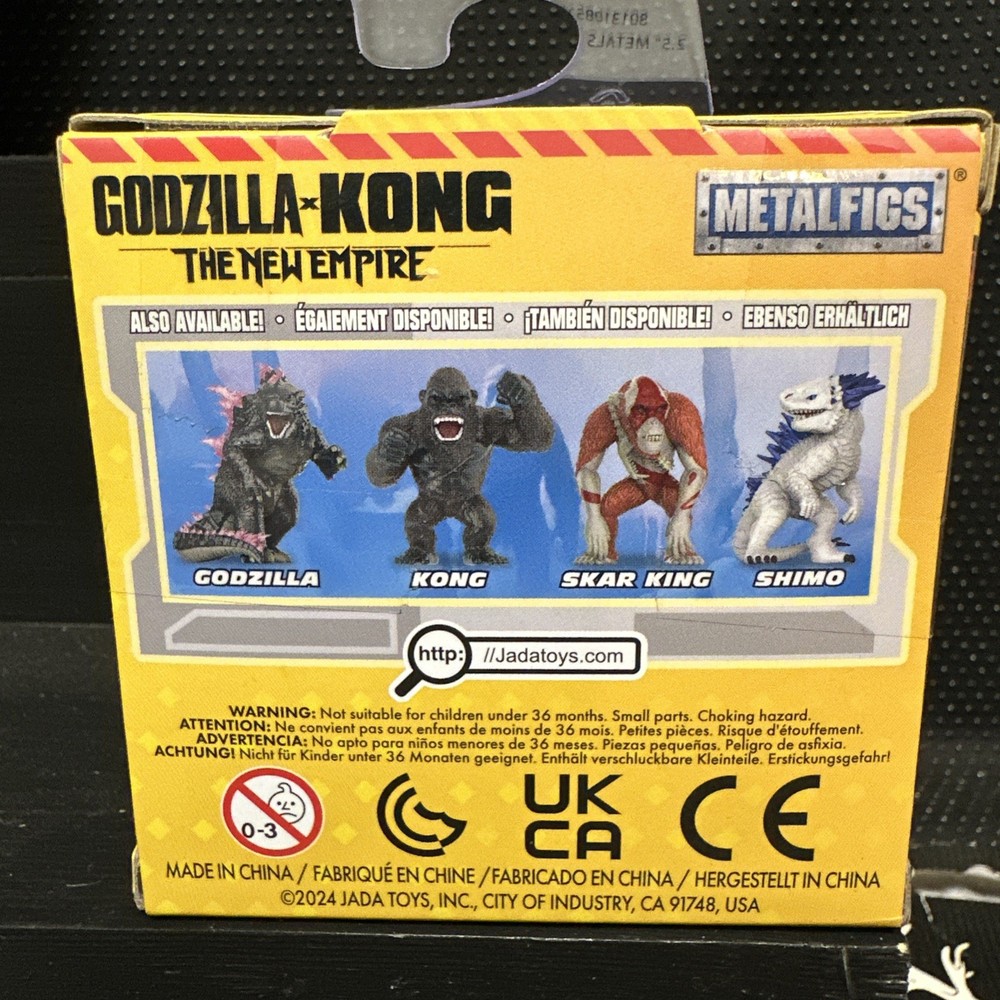 2.5" METALS
GODZILLA x KONG
THE NEW EMPIRE
METALFIGS®
ALSO AVAILABLE! • ÉGAIEMENT DISPONIBLE! • ¡TAMBIÉN DISPONIBLE! • EBENSO ERHÄLTLICH
GODZILLA KONG SKAR KING SHIMO
http: //Jadatoys.com
WARNING: Not suitable for children under 36 months. Small parts. Choking hazard.
ATTENTION: Ne convient pas aux enfants de moins de 36 mois. Petites pièces. Risque d'étouffement.
ADVERTENCIA: No apto para niños menores de 36 meses. Piezas pequeñas. Peligro de asfixia.
ACHTUNG! Nicht für Kinder unter 36 Monaten geeignet. Enthält verschluckbare Kleinteile. Erstickungsgefahr!
0-3
UK
CA
CE
MADE IN CHINA / FABRIQUÉ EN CHINE / FABRICADO EN CHINA / HERGESTELLT IN CHINA
©2024 JADA TOYS, INC., CITY OF INDUSTRY, CA 91748, USA